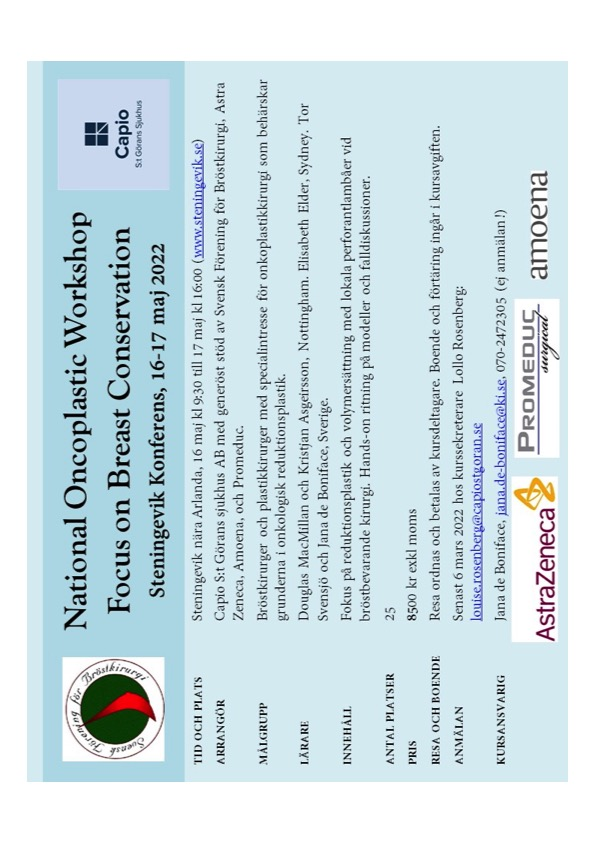 Svensk Förening för Bröstkirurgi
National Oncoplastic Workshop
Focus on Breast Conservation
Steningevik Konferens, 16-17 maj 2022
Capio
S:t Görans Sjukhus
TID OCH PLATS Steningevik nära Arlanda, 16 maj kl 9:30 till 17 maj kl 16:00 (www.steningevik.se)
ARRANGÖR Capio S:t Görans sjukhus AB med generöst stöd av Svensk Förening för Bröstkirurgi, Astra
Zeneca, Amoena, och Promeduc.
MÅLGRUPP Bröstkirurger och plastikkirurger med specialintresse för onkoplastikkirurgi som behärskar
grunderna i onkologisk reduktionsplastik.
LÄRARE Douglas MacMillan och Kristjan Asgeirsson, Nottingham. Elisabeth Elder, Sydney. Tor
Svensjö och Jana de Boniface, Sverige.
INNEHÅLL Fokus på reduktionsplastik och volymersättning med lokala perforantlambåer vid
bröstbevarande kirurgi. Hands-on ritning på modeller och falldiskussioner.
ANTAL PLATSER 25
PRIS 8500 kr exkl moms
RESA OCH BOENDE Resa ordnas och betalas av kursdeltagare. Boende och förtäring ingår i kursavgiften.
ANMÄLAN Senast 6 mars 2022 hos kurssekreterare Lollo Rosenberg:
louise.rosenberg@capiostgoran.se
KURSANSVARIG Jana de Boniface, jana.de-boniface@ki.se, 070-2472305 (ej anmälan!)
AstraZeneca
PROMEDUC
surgical
amoena